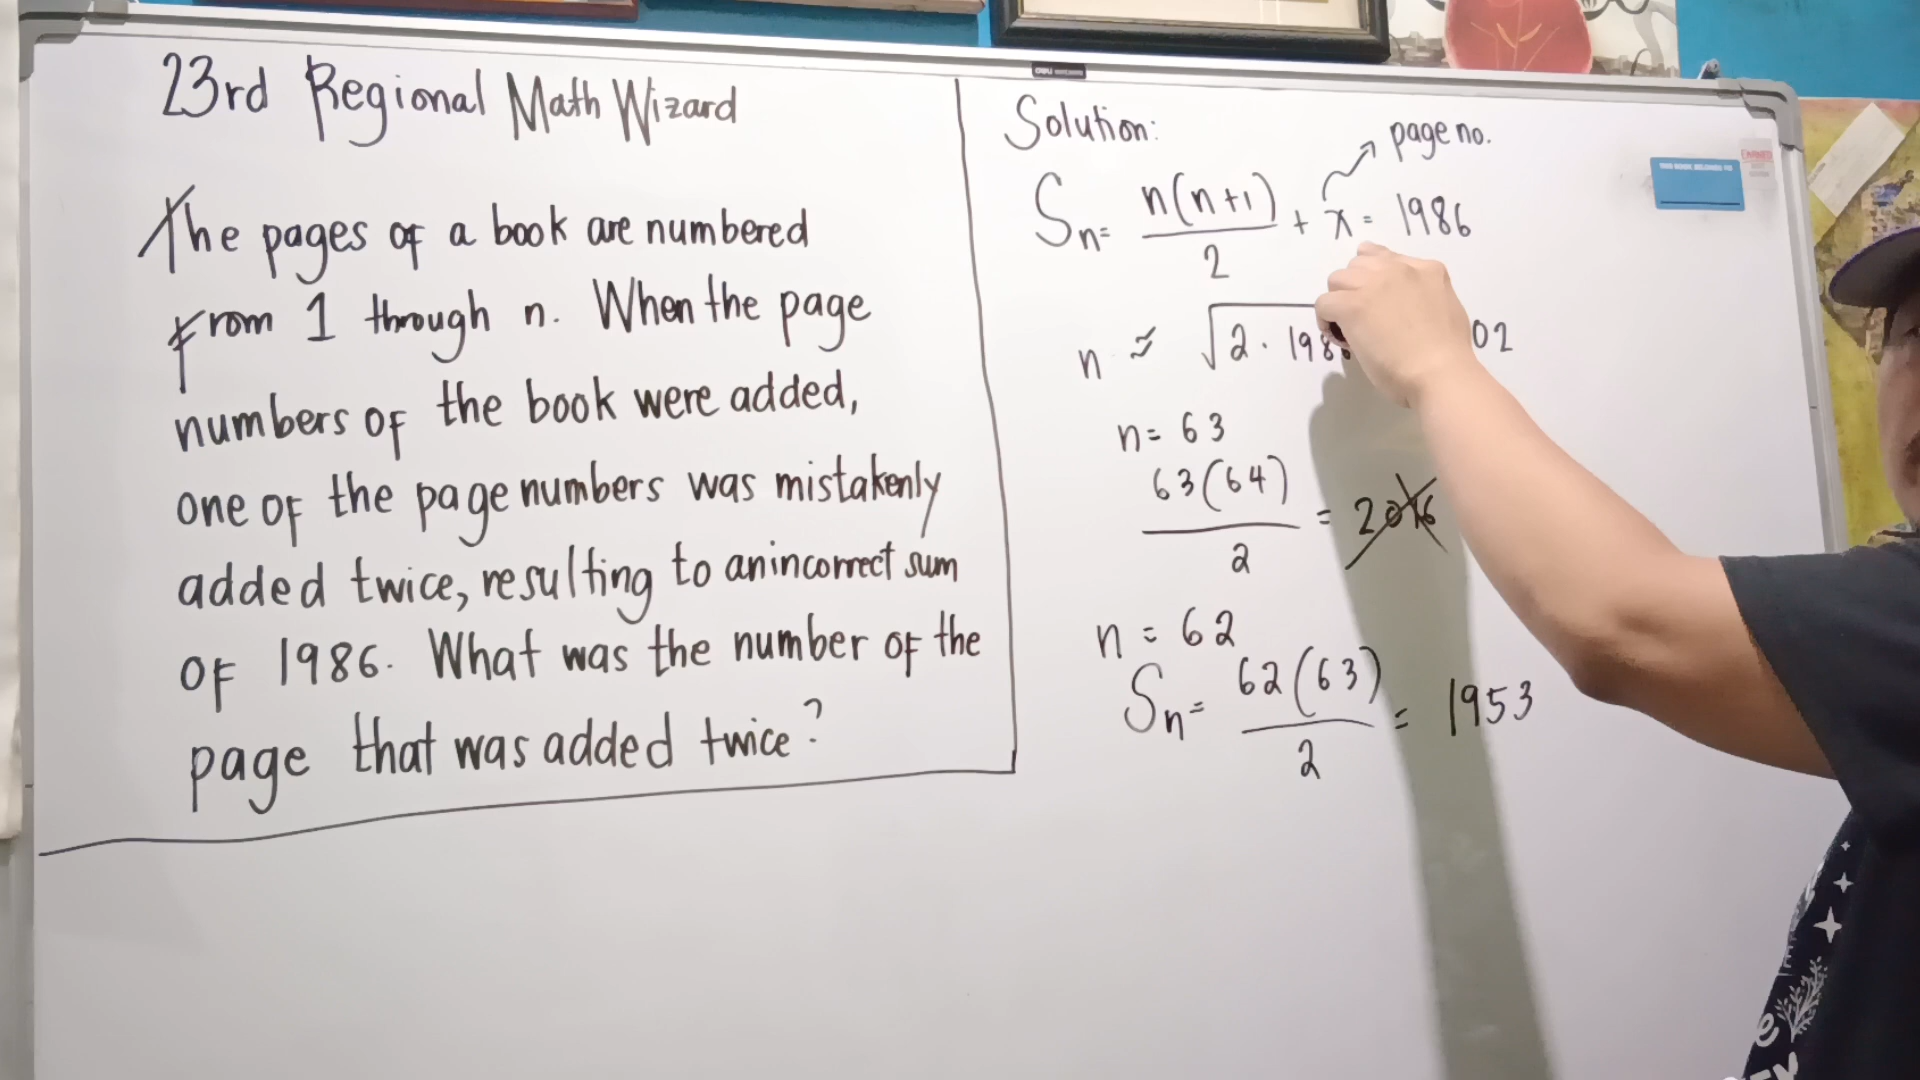 23rd Regional Math Wizard
The pages of a book are numbered
from 1 through n. When the page
numbers of the book were added,
one of the page numbers was mistakenly
added twice, resulting to an incorrect sum
of 1986. What was the number of the
page that was added twice?
Solution:
page no.
Sn = n(n+1)/2 + x = 1986
n ≈ √2 · 198 02
n = 63
63(64)/2 = 2016
n = 62
Sn = 62(63)/2 = 1953
deli